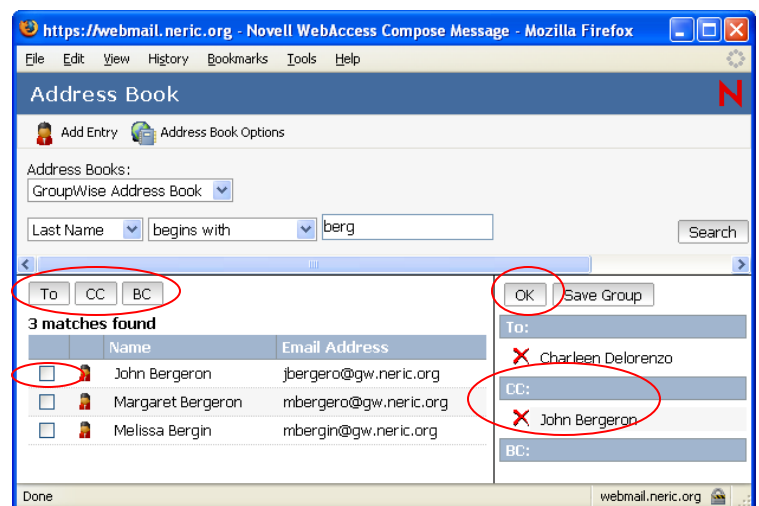 https://webmail.neric.org - Novell WebAccess Compose Message - Mozilla Firefox
File Edit View History Bookmarks Tools Help
Address Book N
Add Entry Address Book Options
Address Books:
GroupWise Address Book
Last Name begins with berg Search
To CC BC
3 matches found
Name Email Address
John Bergeron jbergero@gw.neric.org
Margaret Bergeron mbergero@gw.neric.org
Melissa Bergin mbergin@gw.neric.org
OK Save Group
To:
Charleen Delorenzo
CC:
John Bergeron
BC:
Done webmail.neric.org